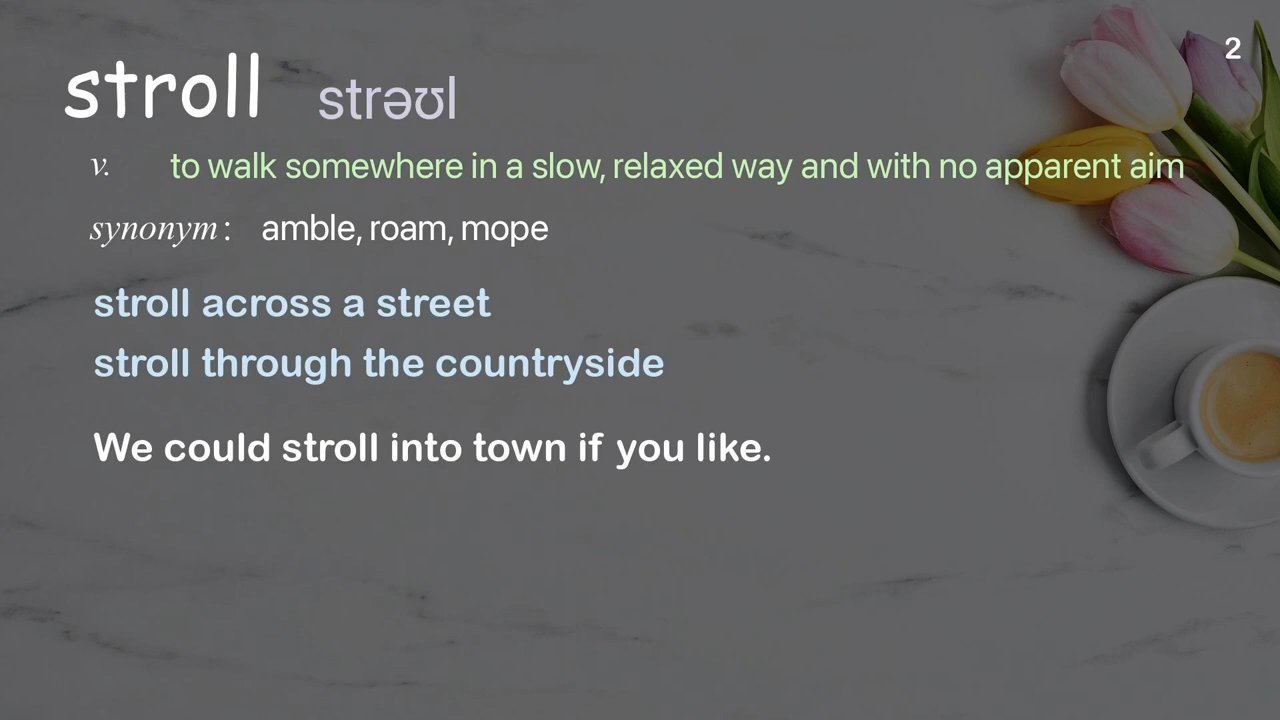 2
stroll strəʊl
v. to walk somewhere in a slow, relaxed way and with no apparent aim
synonym: amble, roam, mope
stroll across a street
stroll through the countryside
We could stroll into town if you like.